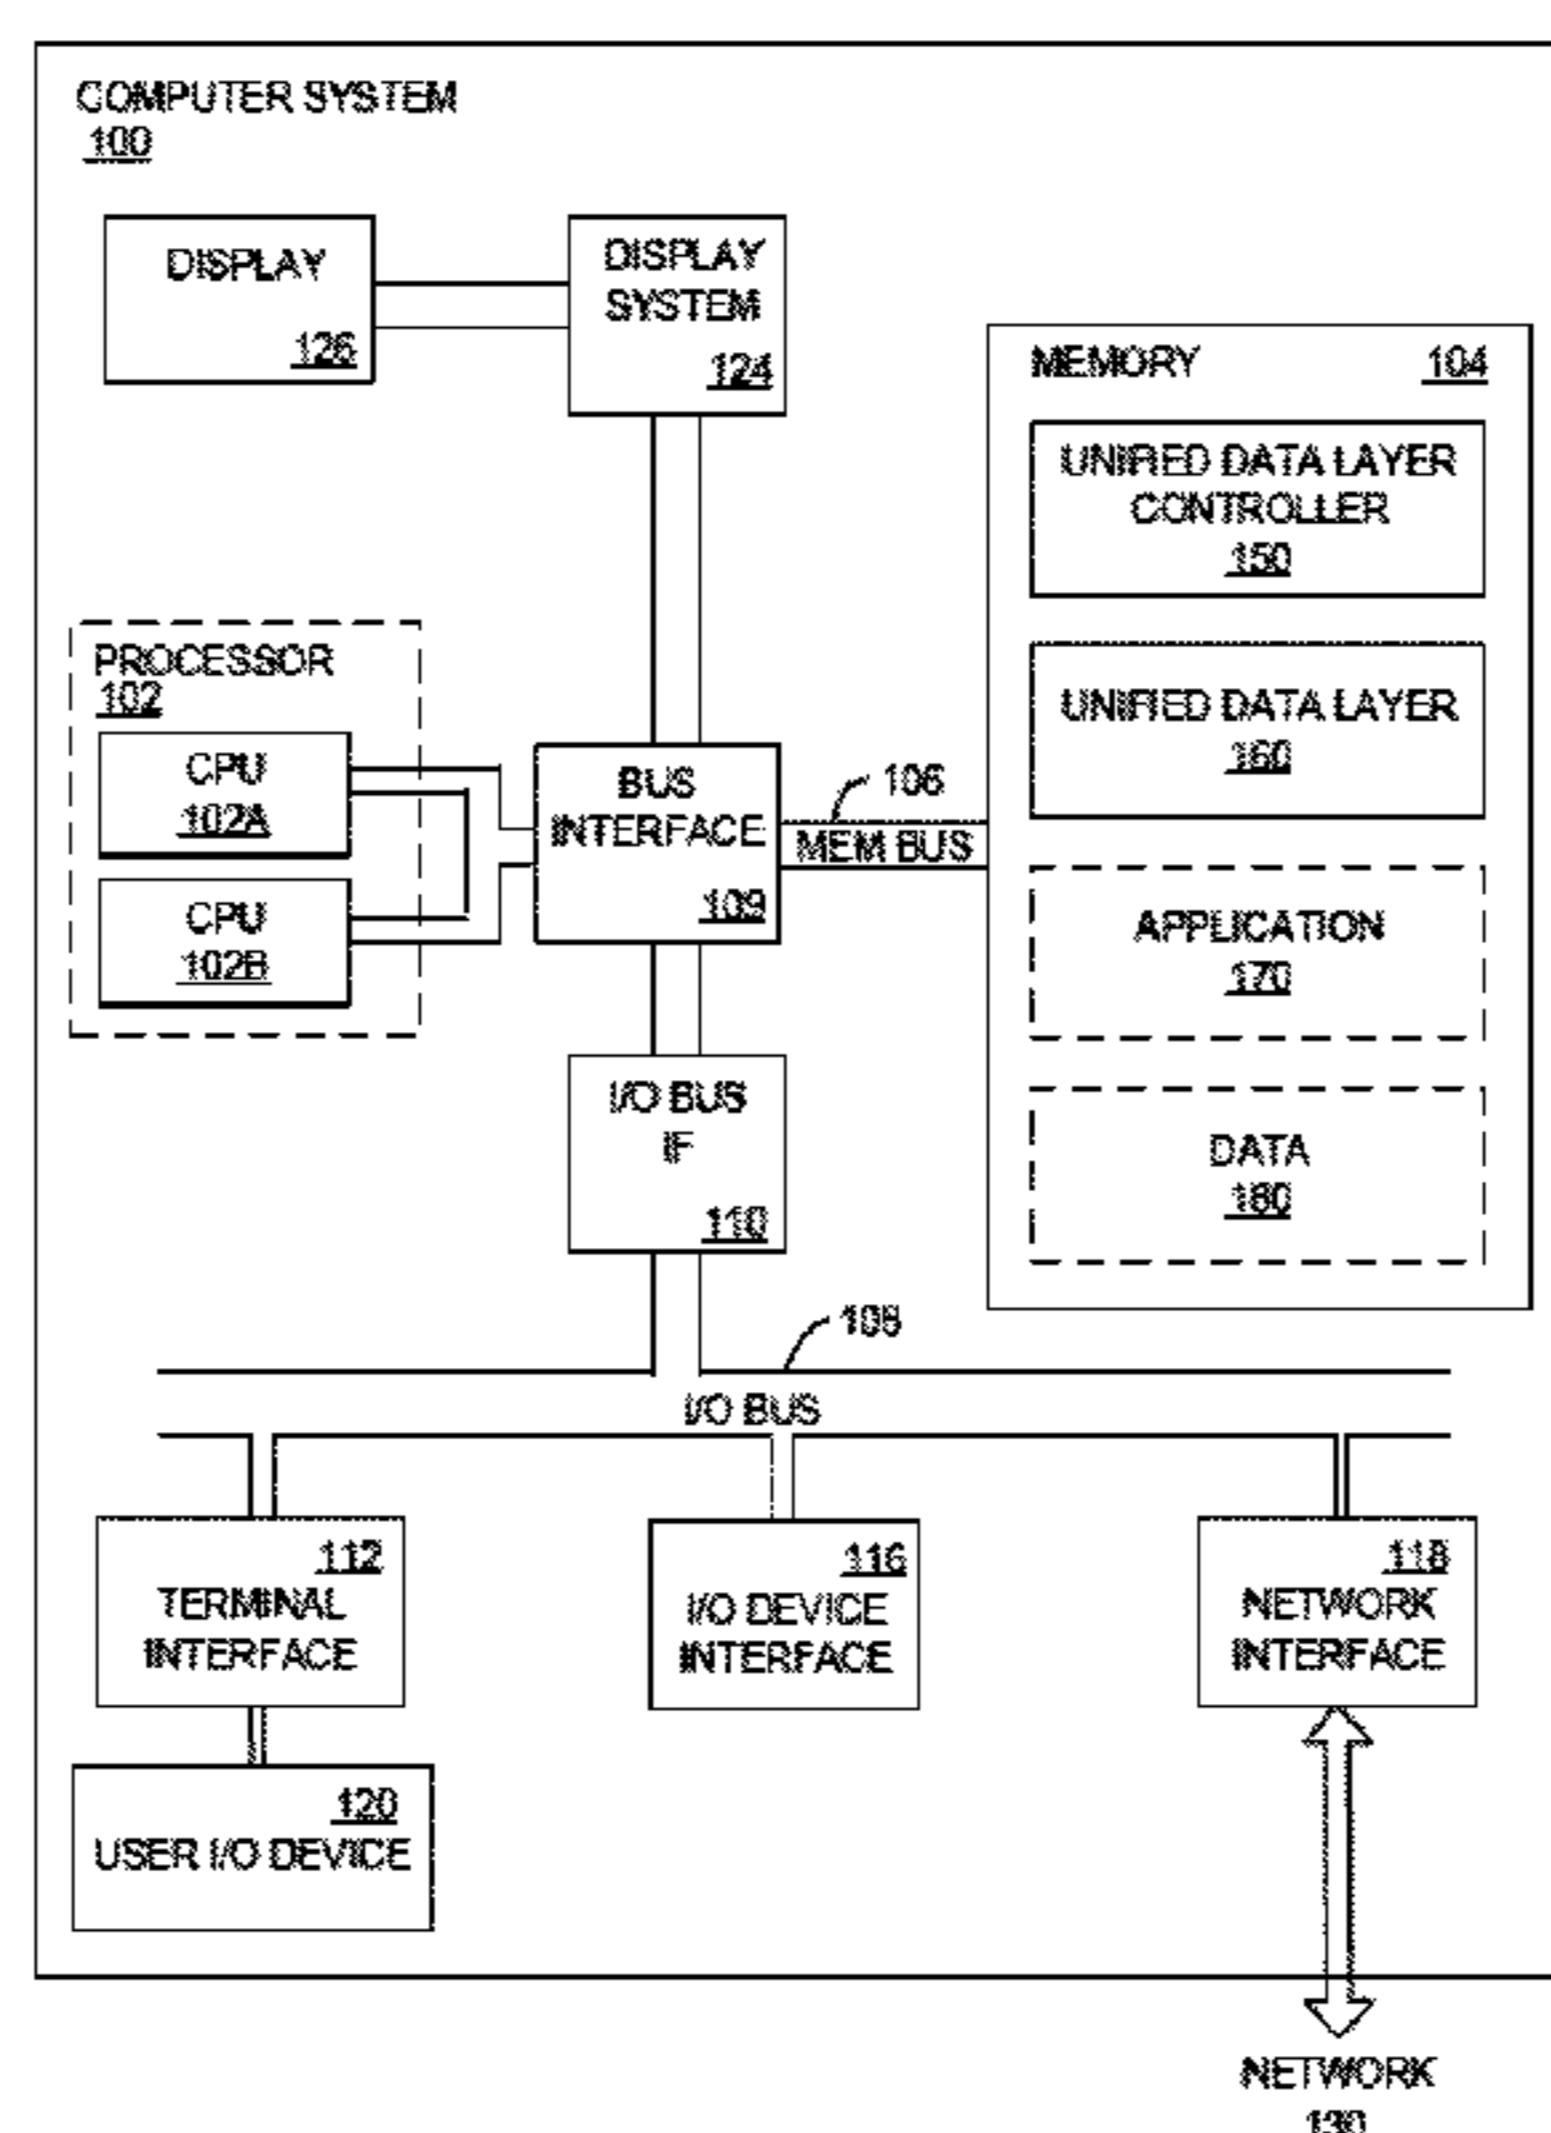 COMPUTER SYSTEM
100
DISPLAY
126
DISPLAY
SYSTEM
124
MEMORY 104
UNIFIED DATA LAYER
CONTROLLER
150
UNIFIED DATA LAYER
160
APPLICATION
170
DATA
180
PROCESSOR
102
CPU
102A
CPU
102B
BUS
INTERFACE
109
106
MEM BUS
I/O BUS
IF
110
108
I/O BUS
112
TERMINAL
INTERFACE
116
I/O DEVICE
INTERFACE
118
NETWORK
INTERFACE
120
USER I/O DEVICE
NETWORK
130